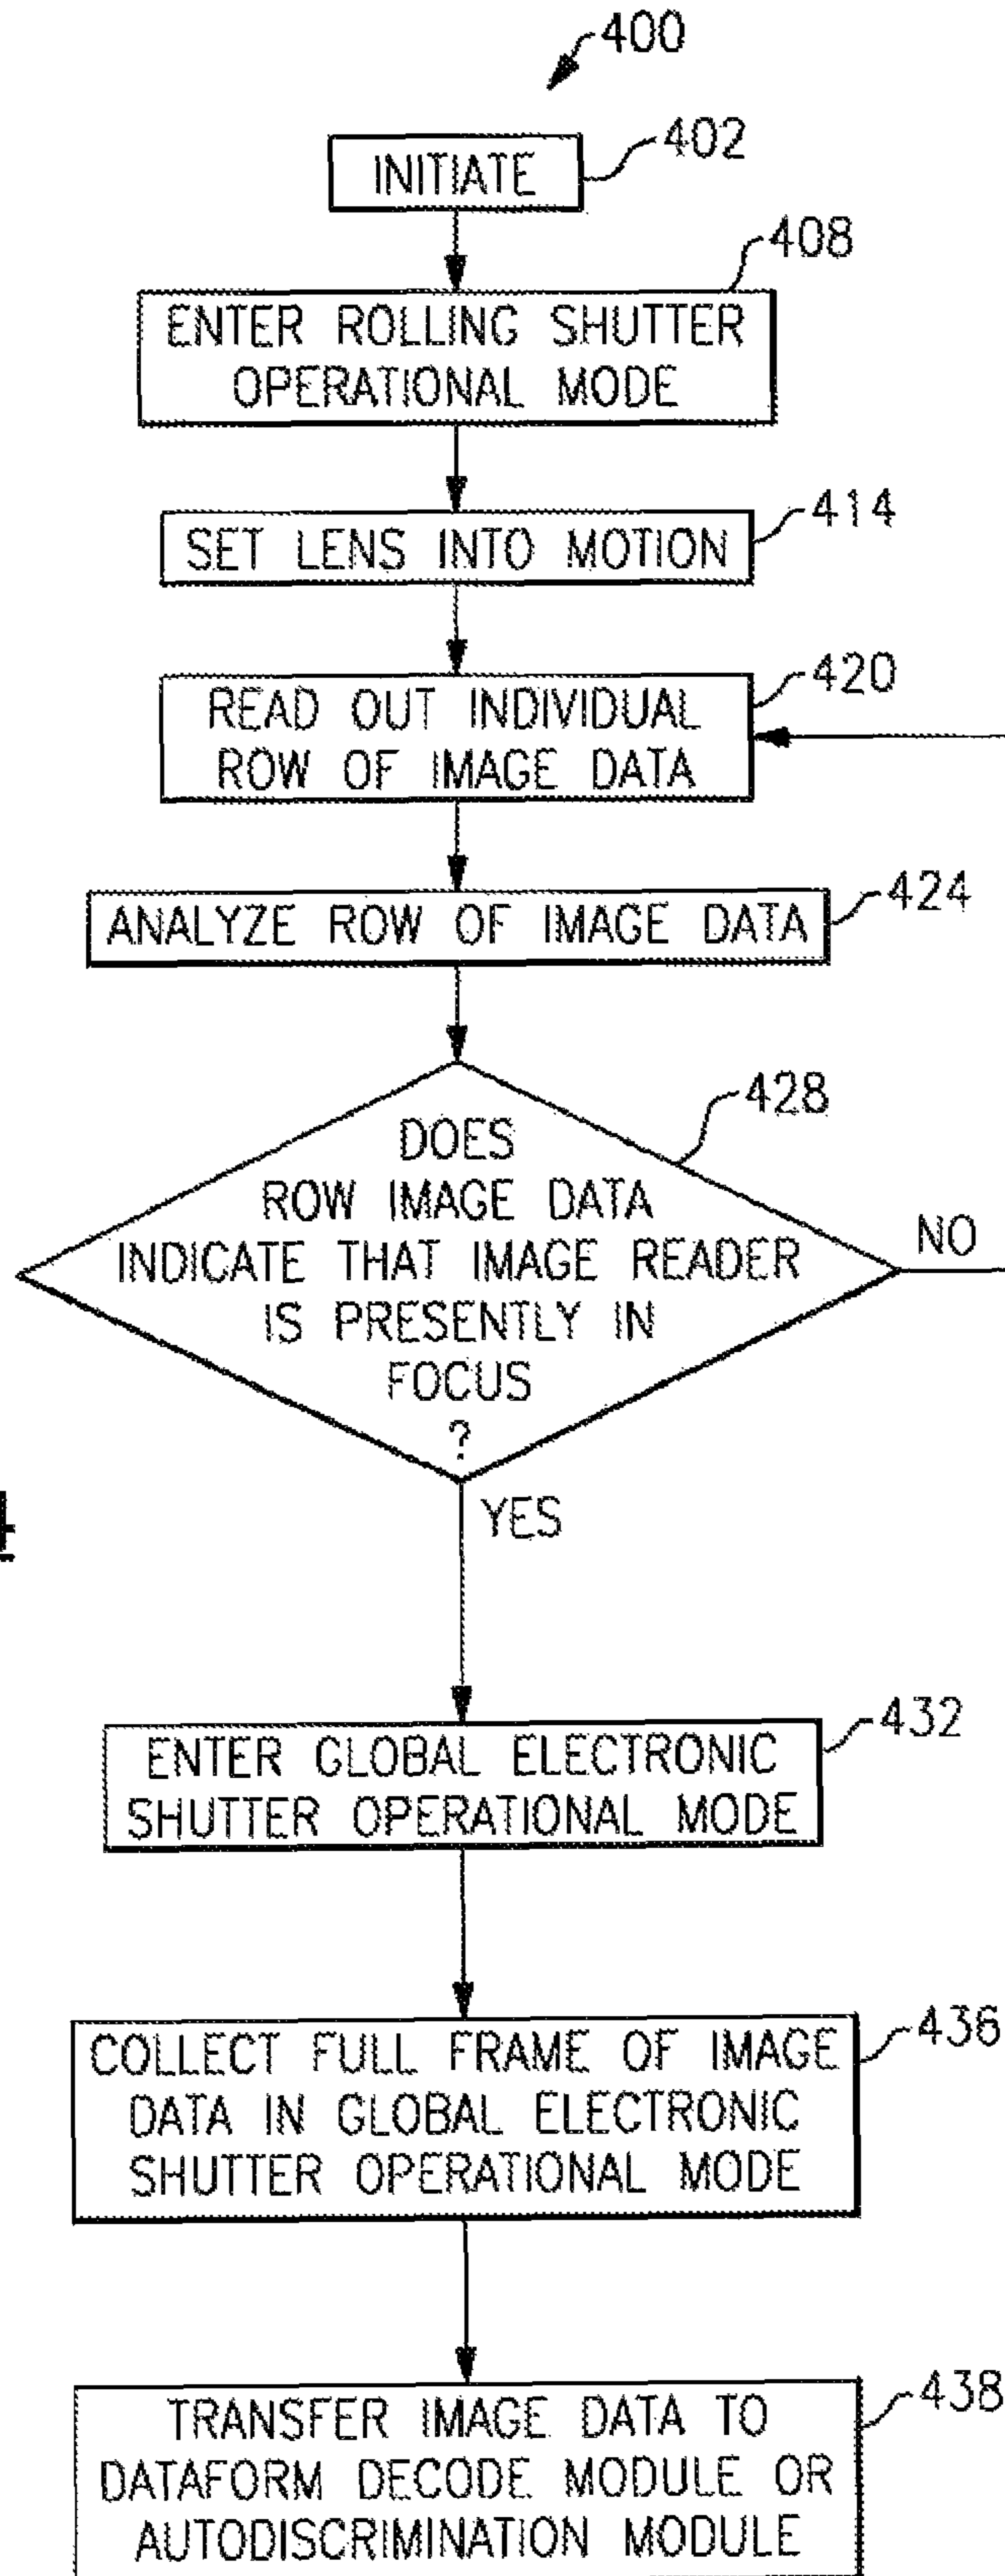 400
INITIATE
402
408
ENTER ROLLING SHUTTER
OPERATIONAL MODE
414
SET LENS INTO MOTION
420
READ OUT INDIVIDUAL
ROW OF IMAGE DATA
424
ANALYZE ROW OF IMAGE DATA
428
DOES
ROW IMAGE DATA
INDICATE THAT IMAGE READER
IS PRESENTLY IN
FOCUS
?
NO
YES
432
ENTER GLOBAL ELECTRONIC
SHUTTER OPERATIONAL MODE
436
COLLECT FULL FRAME OF IMAGE
DATA IN GLOBAL ELECTRONIC
SHUTTER OPERATIONAL MODE
438
TRANSFER IMAGE DATA TO
DATAFORM DECODE MODULE OR
AUTODISCRIMINATION MODULE